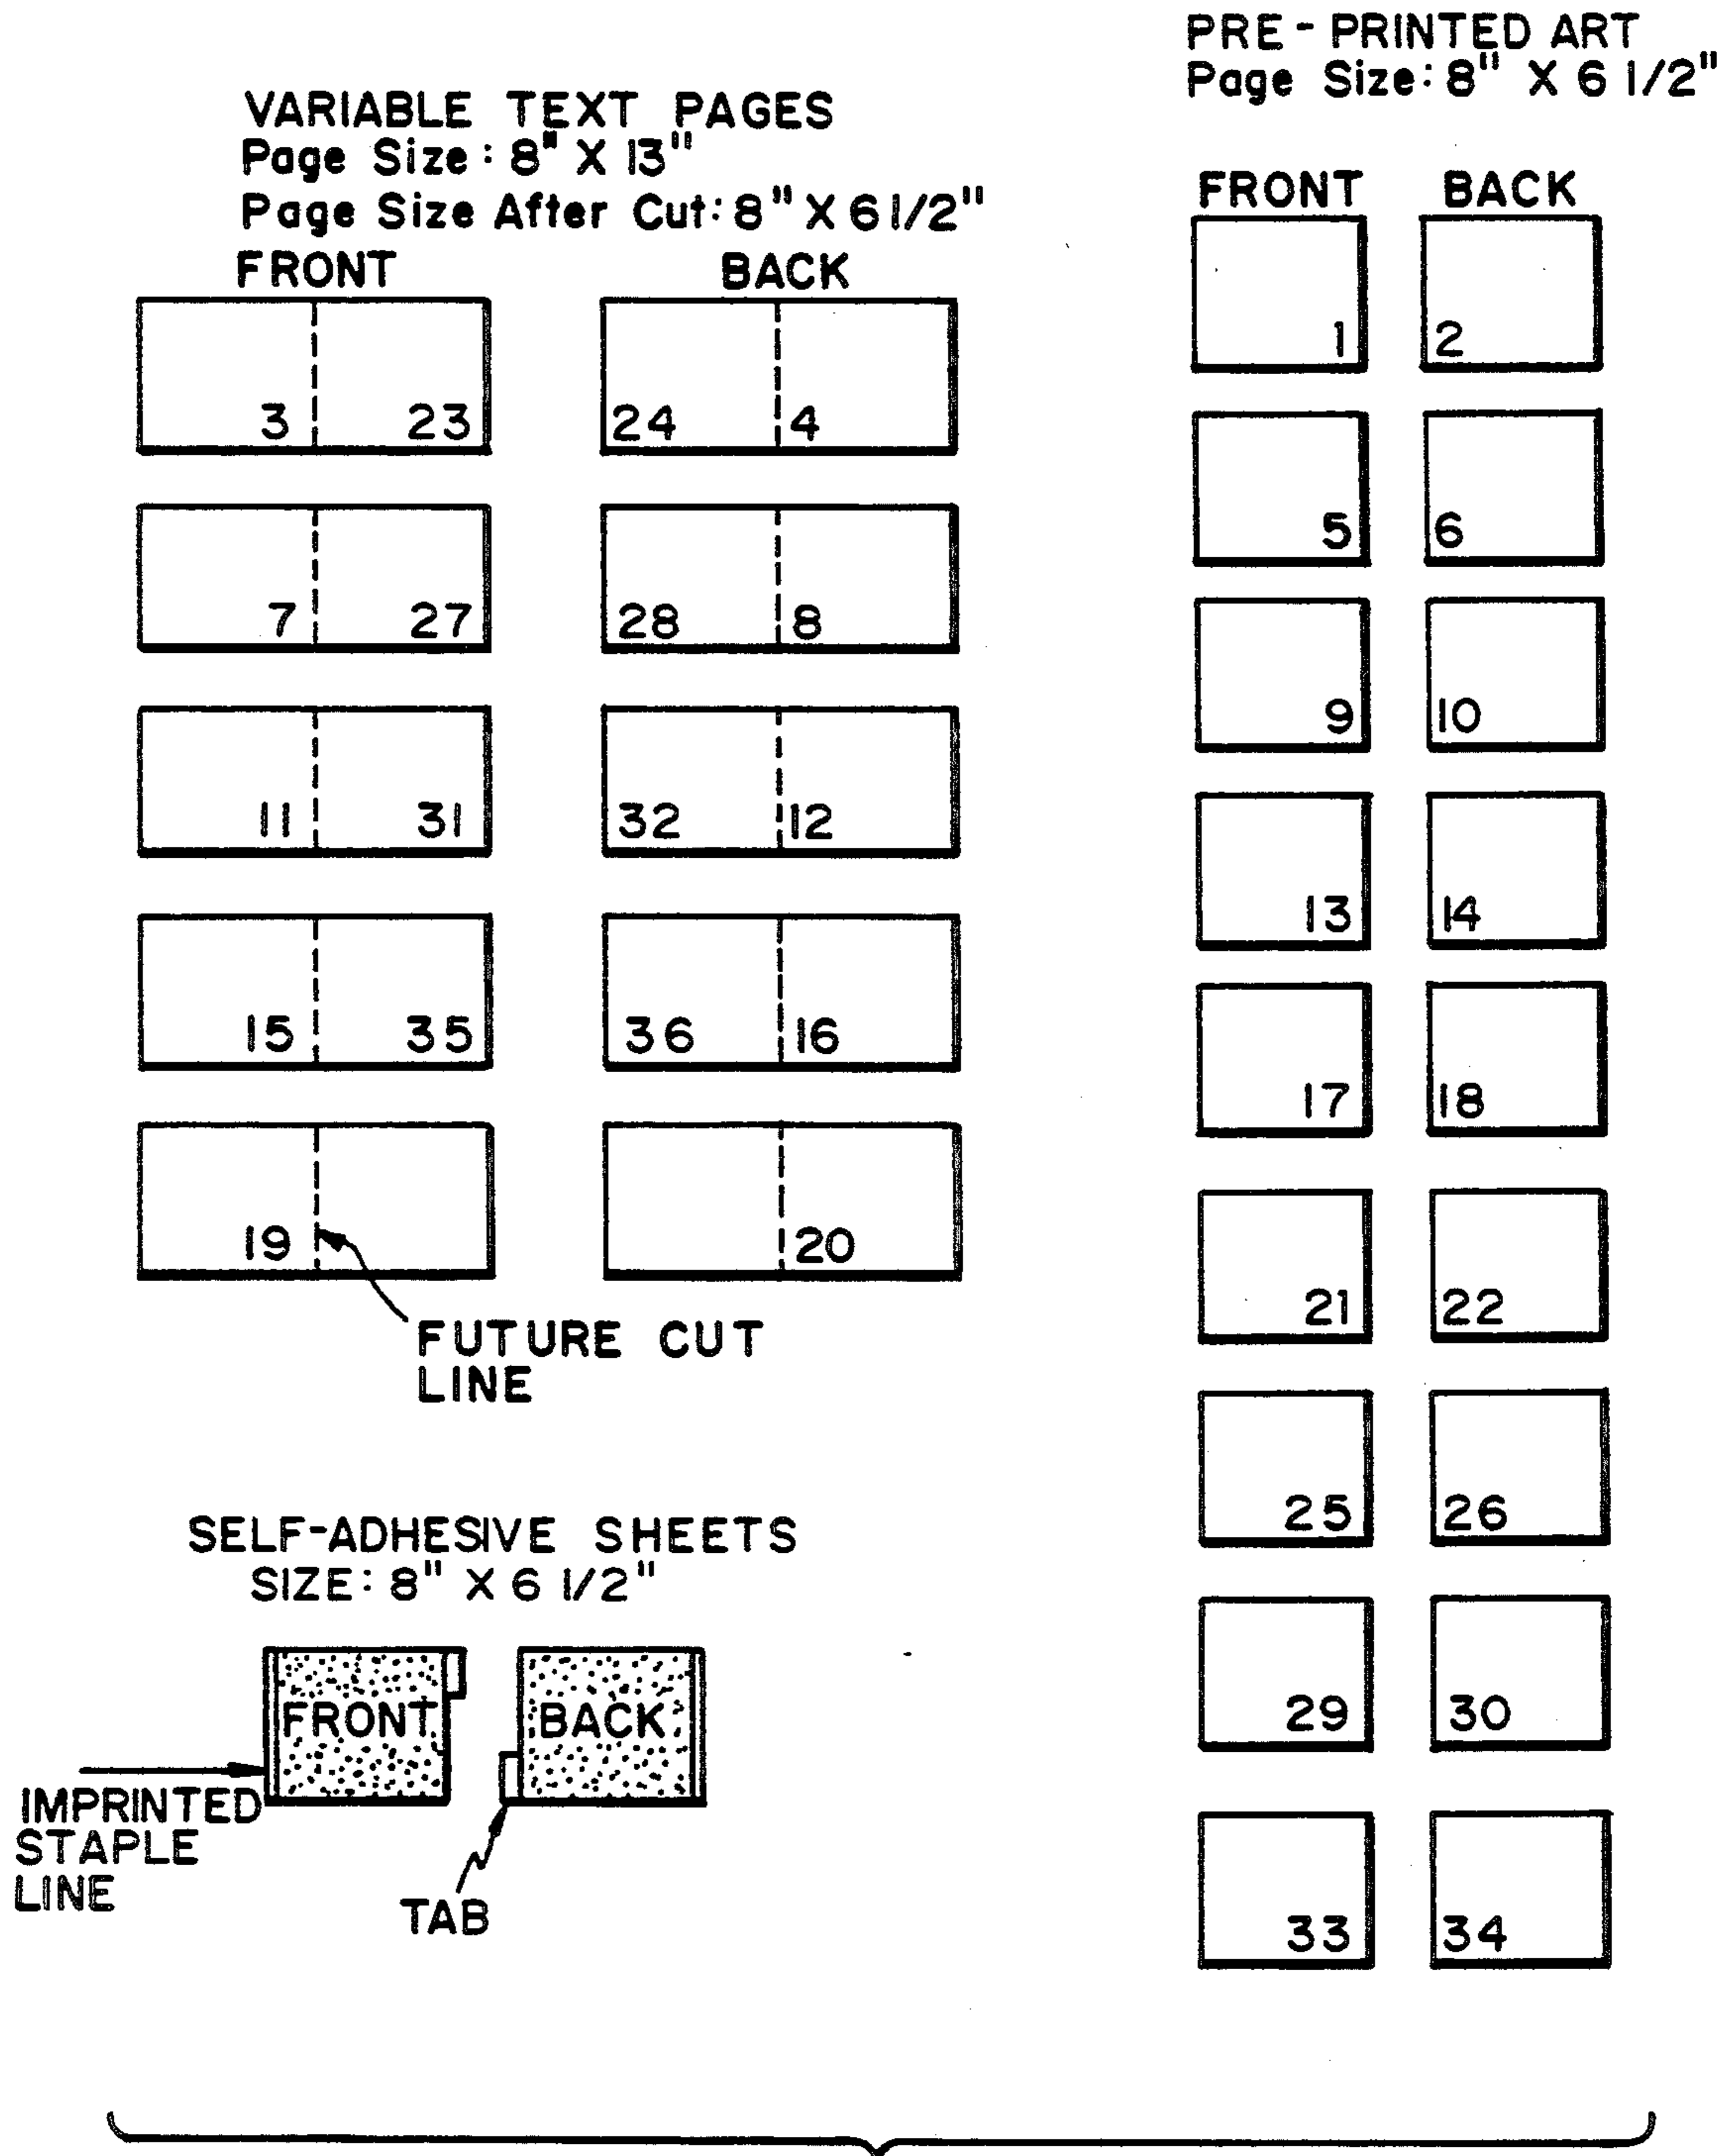 PRE-PRINTED ART
Page Size: 8" X 6 1/2"
FRONT BACK
1 2
5 6
9 10
13 14
17 18
21 22
25 26
29 30
33 34
VARIABLE TEXT PAGES
Page Size: 8" X 13"
Page Size After Cut: 8" X 6 1/2"
FRONT BACK
3 23 24 4
7 27 28 8
11 31 32 12
15 35 36 16
19 20
FUTURE CUT
LINE
SELF-ADHESIVE SHEETS
SIZE: 8" X 6 1/2"
FRONT BACK
IMPRINTED
STAPLE
LINE
TAB